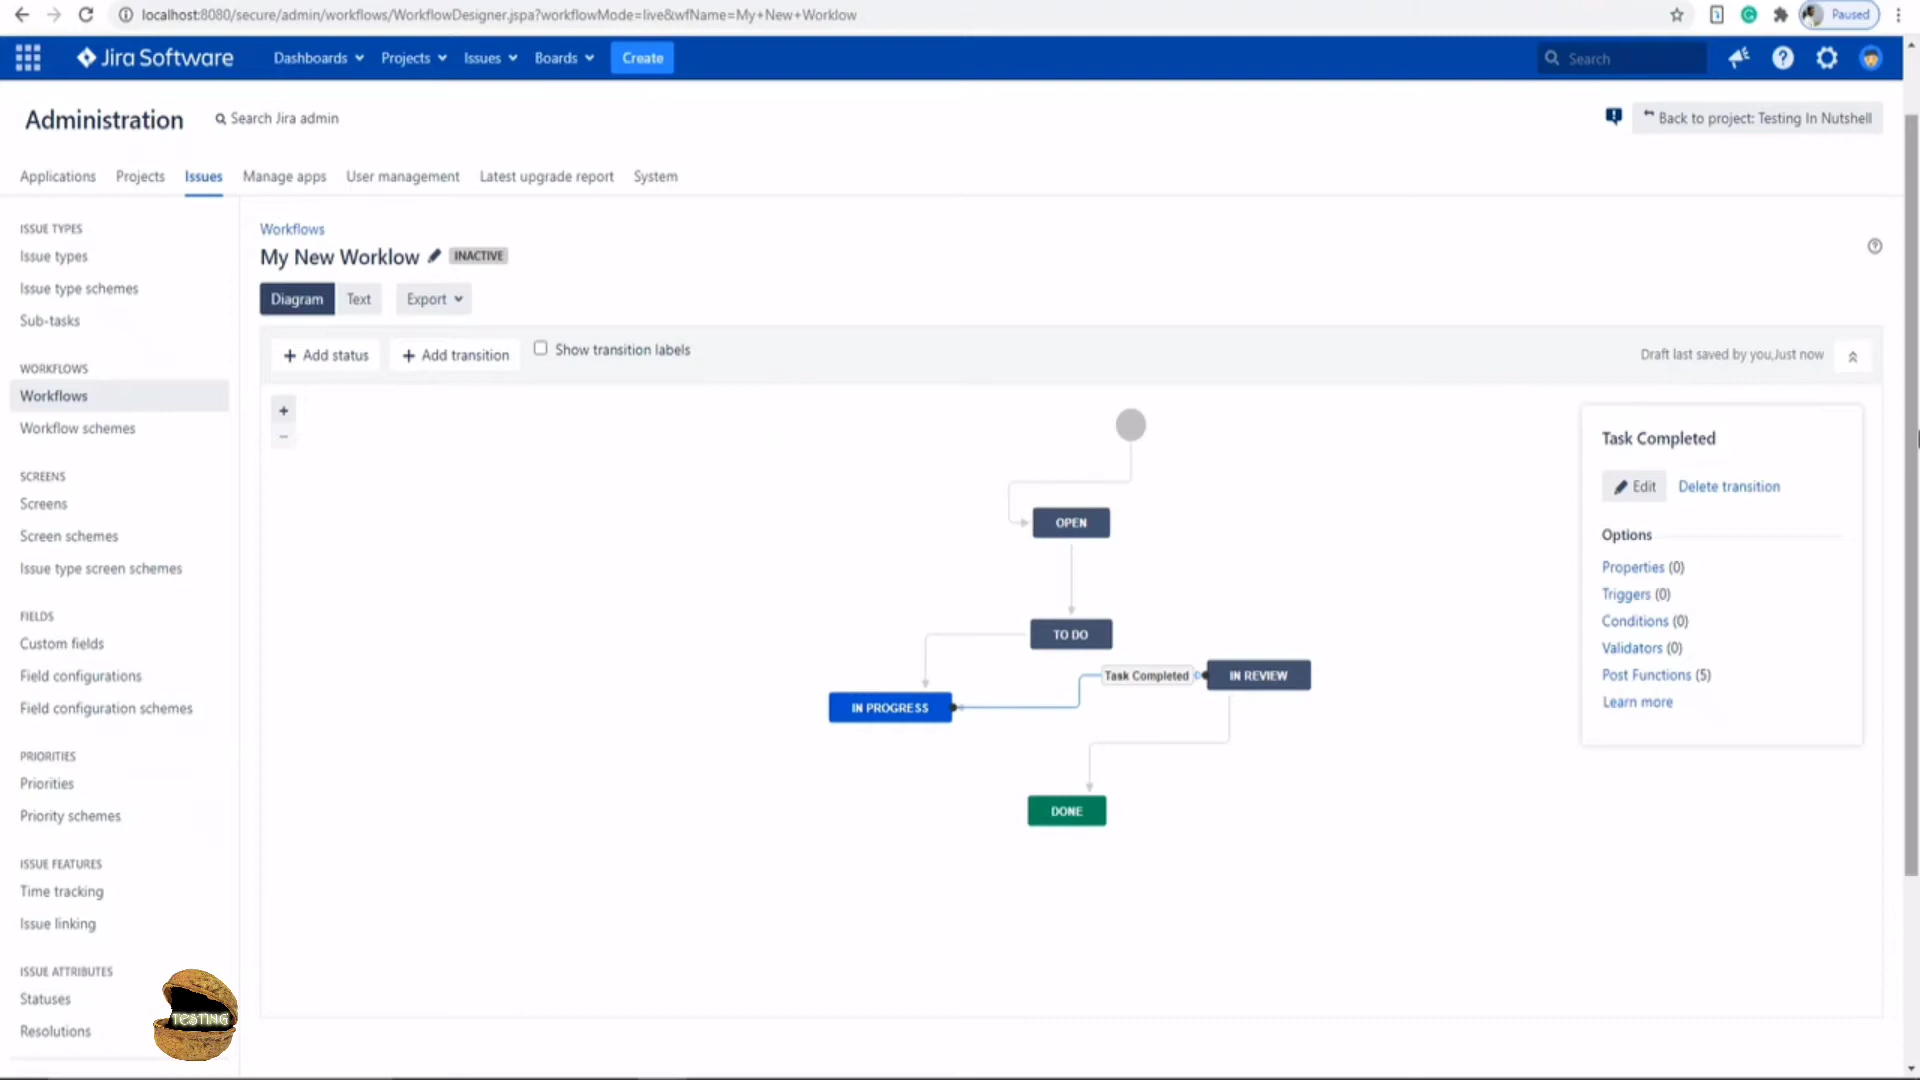 localhost:8080/secure/admin/workflows/WorkflowDesigner.jspa?workflowMode=live&wfName=My+New+Worklow
Paused
Jira Software
Dashboards
Projects
Issues
Boards
Create
Search
Administration
Search Jira admin
Back to project: Testing In Nutshell
Applications
Projects
Issues
Manage apps
User management
Latest upgrade report
System
ISSUE TYPES
Issue types
Issue type schemes
Sub-tasks
WORKFLOWS
Workflows
Workflow schemes
SCREENS
Screens
Screen schemes
Issue type screen schemes
FIELDS
Custom fields
Field configurations
Field configuration schemes
PRIORITIES
Priorities
Priority schemes
ISSUE FEATURES
Time tracking
Issue linking
ISSUE ATTRIBUTES
Statuses
Resolutions
TESTING
Workflows
My New Worklow INACTIVE
Diagram
Text
Export
+ Add status
+ Add transition
Show transition labels
Draft last saved by you,Just now
+
−
OPEN
TO DO
Task Completed
IN REVIEW
IN PROGRESS
DONE
Task Completed
Edit
Delete transition
Options
Properties (0)
Triggers (0)
Conditions (0)
Validators (0)
Post Functions (5)
Learn more